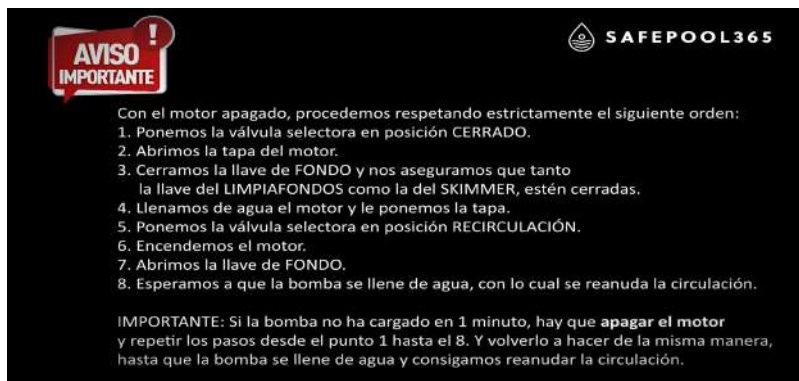 AVISO
IMPORTANTE
!
SAFEPOOL365
Con el motor apagado, procedemos respetando estrictamente el siguiente orden:
1. Ponemos la válvula selectora en posición CERRADO.
2. Abrimos la tapa del motor.
3. Cerramos la llave de FONDO y nos aseguramos que tanto
la llave del LIMPIAFONDOS como la del SKIMMER, estén cerradas.
4. Llenamos de agua el motor y le ponemos la tapa.
5. Ponemos la válvula selectora en posición RECIRCULACIÓN.
6. Encendemos el motor.
7. Abrimos la llave de FONDO.
8. Esperamos a que la bomba se llene de agua, con lo cual se reanuda la circulación.
IMPORTANTE: Si la bomba no ha cargado en 1 minuto, hay que apagar el motor
y repetir los pasos desde el punto 1 hasta el 8. Y volverlo a hacer de la misma manera,
hasta que la bomba se llene de agua y consigamos reanudar la circulación.